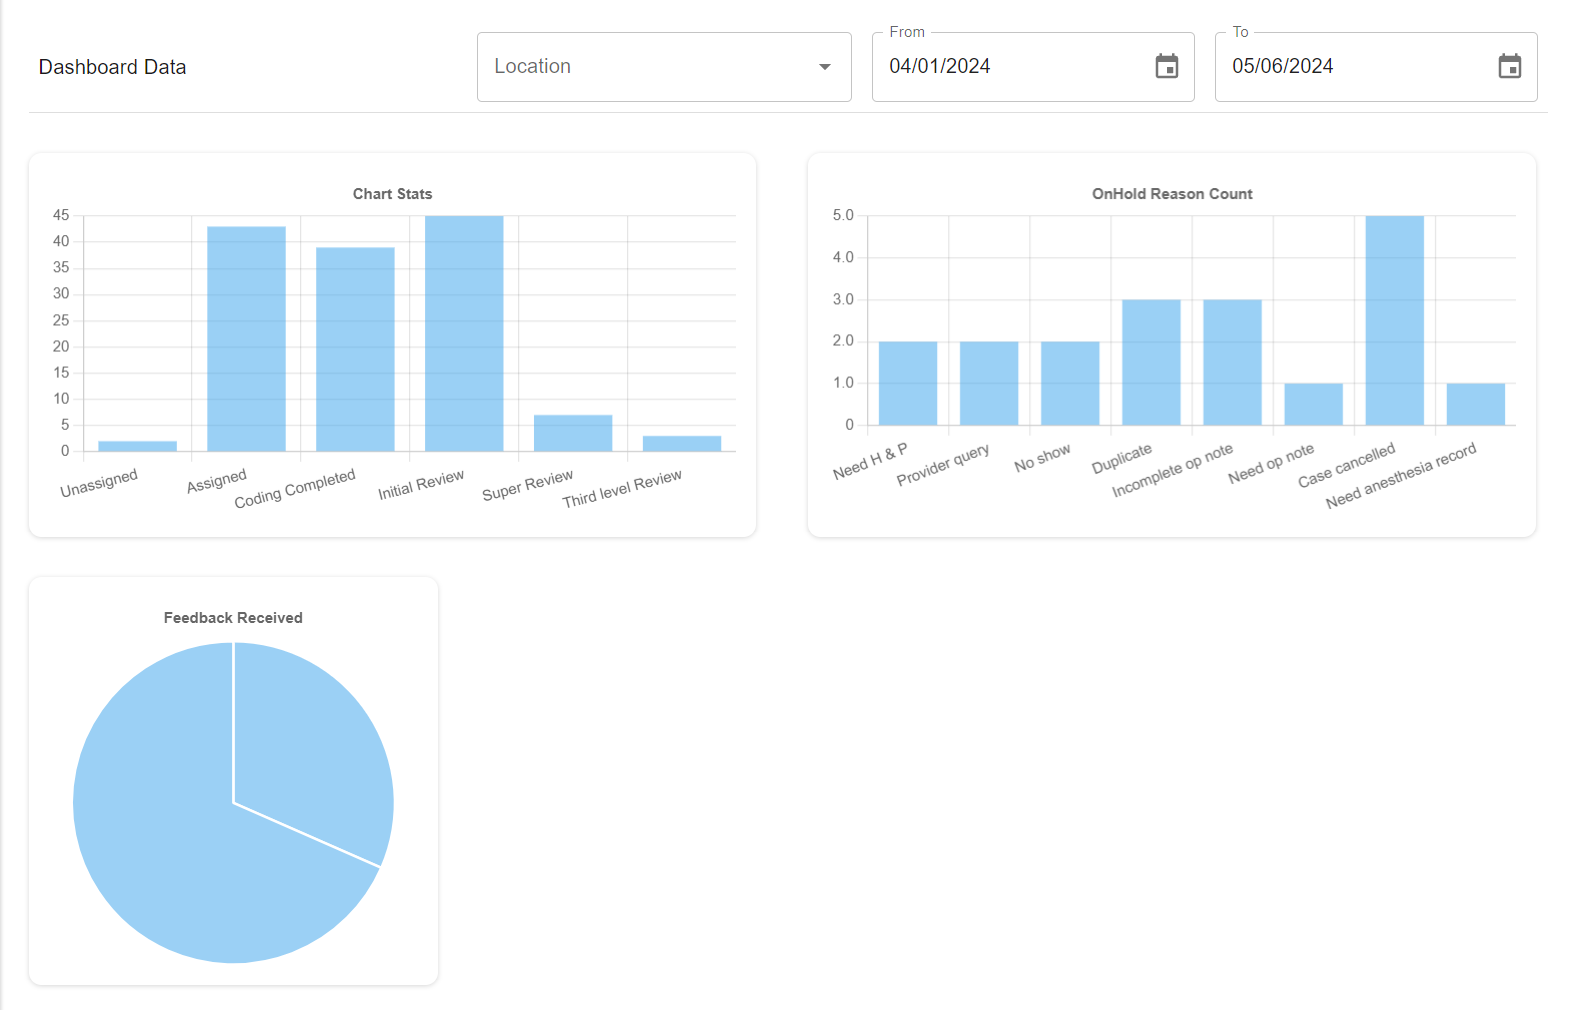 Dashboard Data
Location
From
04/01/2024
To
05/06/2024
Chart Stats
45
40
35
30
25
20
15
10
5
0
Unassigned
Assigned
Coding Completed
Initial Review
Super Review
Third level Review
OnHold Reason Count
5.0
4.0
3.0
2.0
1.0
0
Need H & P
Provider query
No show
Duplicate
Incomplete op note
Need op note
Case cancelled
Need anesthesia record
Feedback Received